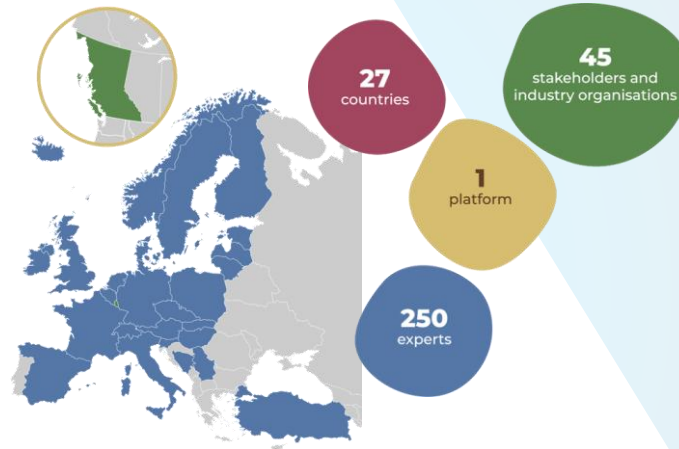 27
countries
45
stakeholders and
industry organisations
1
platform
250
experts